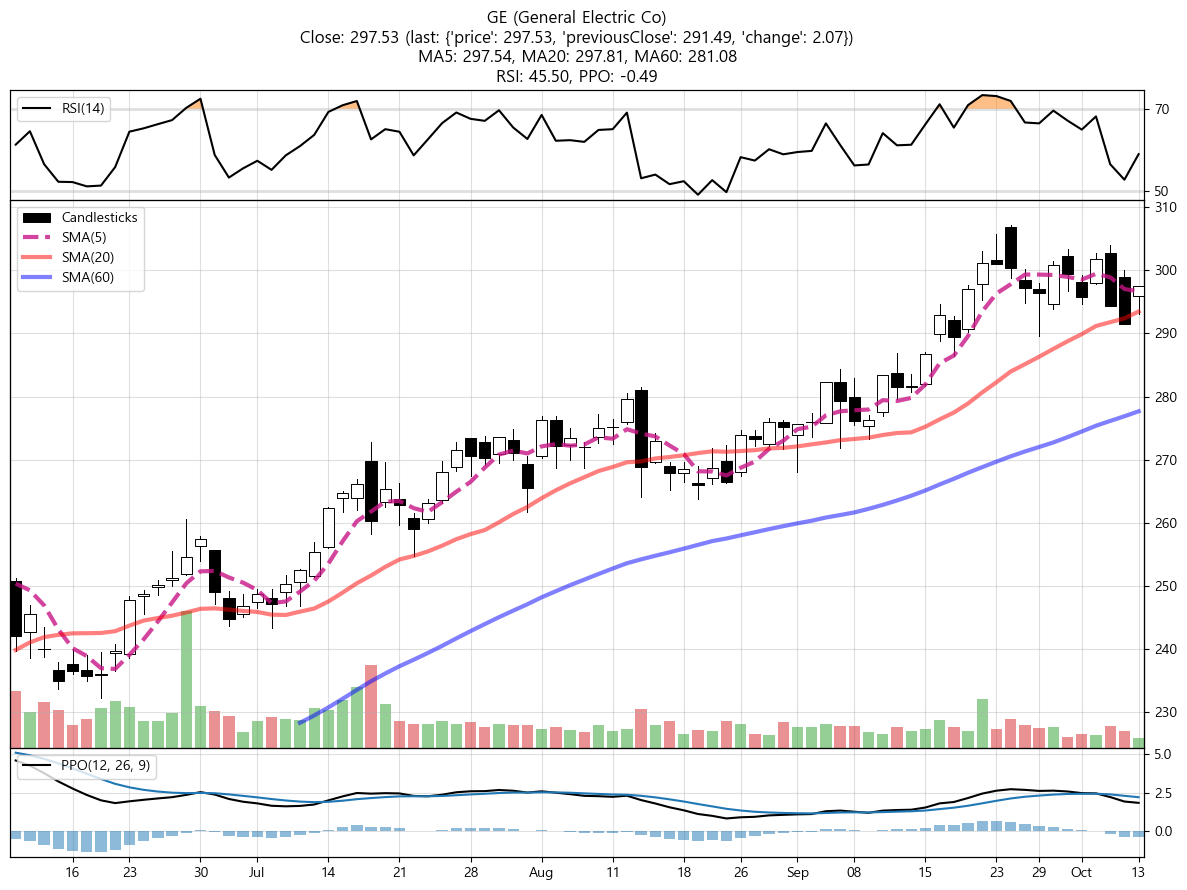 GE (General Electric Co)
Close: 297.53 (last: {'price': 297.53, 'previousClose': 291.49, 'change': 2.07})
MA5: 297.54, MA20: 297.81, MA60: 281.08
RSI: 45.50, PPO: -0.49
RSI(14)
70
50
Candlesticks
SMA(5)
SMA(20)
SMA(60)
310
300
290
280
270
260
250
240
230
PPO(12, 26, 9)
5.0
2.5
0.0
16 23 30 Jul 14 21 28 Aug 11 18 26 Sep 08 15 23 29 Oct 13